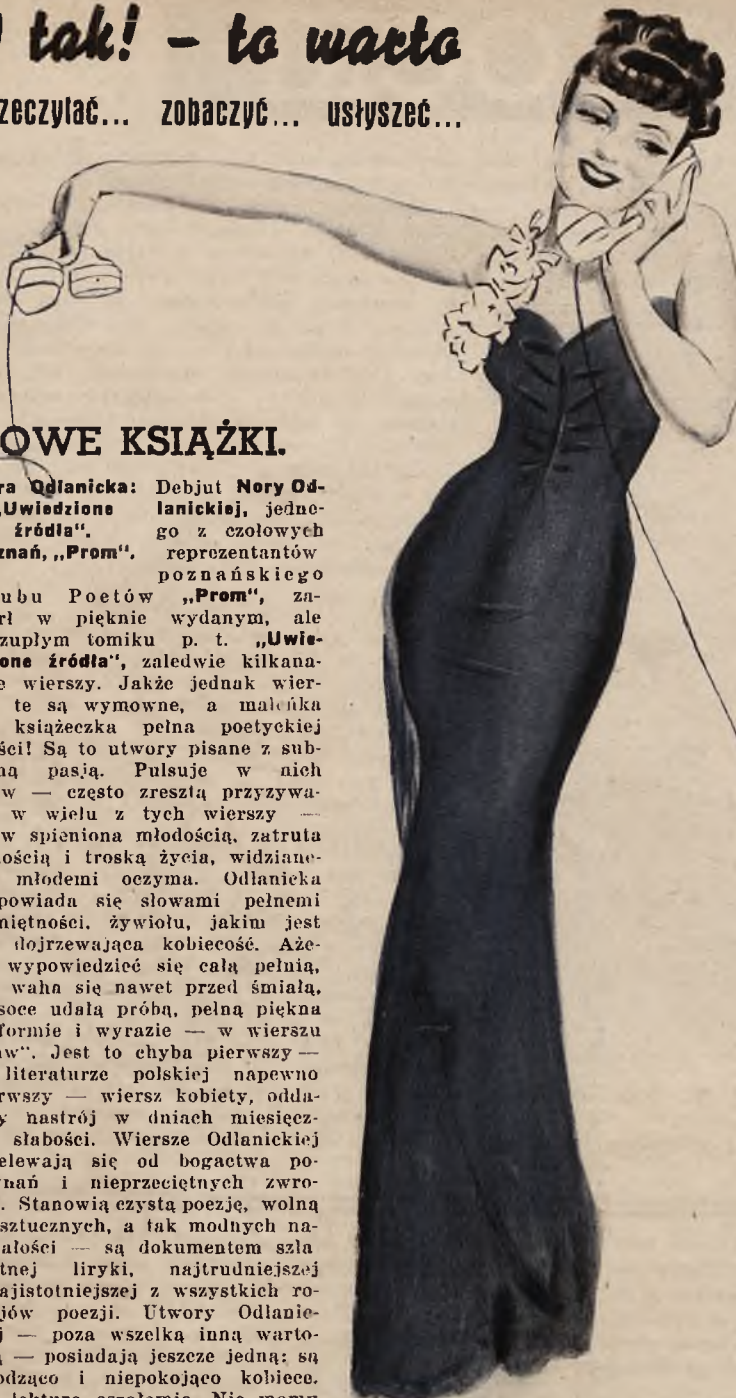 tak! – to warto
zeczytać... zobaczyć... usłyszeć...
OWE KSIĄŻKI.
ra Odlanicka:
„Uwiedzione
źródła".
znań, „Prom".
Debjut Nory Od-
lanickiej, jedne-
go z czołowych
reprezentantów
poznańskiego
ubu Poetów „Prom", za-
rł w pięknie wydanym, ale
zupłym tomiku p. t. „Uwie-
one źródła", zaledwie kilkana-
e wierszy. Jakże jednak wier-
te są wymowne, a maleńka
książeczka pełna poetyckiej
ści! Są to utwory pisane z sub-
ną pasją. Pulsuje w nich
w — często zresztą przyzywa-
w wielu z tych wierszy —
w spieniona młodością, zatruta
ością i troską życia, widziane-
młodemi oczyma. Odlanicka
powiada się słowami pełnemi
miętności, żywiołu, jakim jest
dojrzewająca kobiecość. Aże-
wypowiedzieć się całą pełnią,
waha się nawet przed śmiałą,
soce udałą próbą, pełną piękna
formie i wyrazie — w wierszu
aw". Jest to chyba pierwszy —
literaturze polskiej napewno
rwszy — wiersz kobiety, odda-
y nastrój w dniach miesięcz-
słabości. Wiersze Odlanickiej
elewają się od bogactwa po-
nań i nieprzeciętnych zwro-
. Stanowią czystą poezję, wolną
sztucznych, a tak modnych na-
ałości — są dokumentem szla
tnej liryki, najtrudniejszej
ajistotniejszej z wszystkich ro-
jów poezji. Utwory Odlanic-
j — poza wszelką inną warto-
ą — posiadają jeszcze jedną: są
odząco i niepokojąco kobiece.